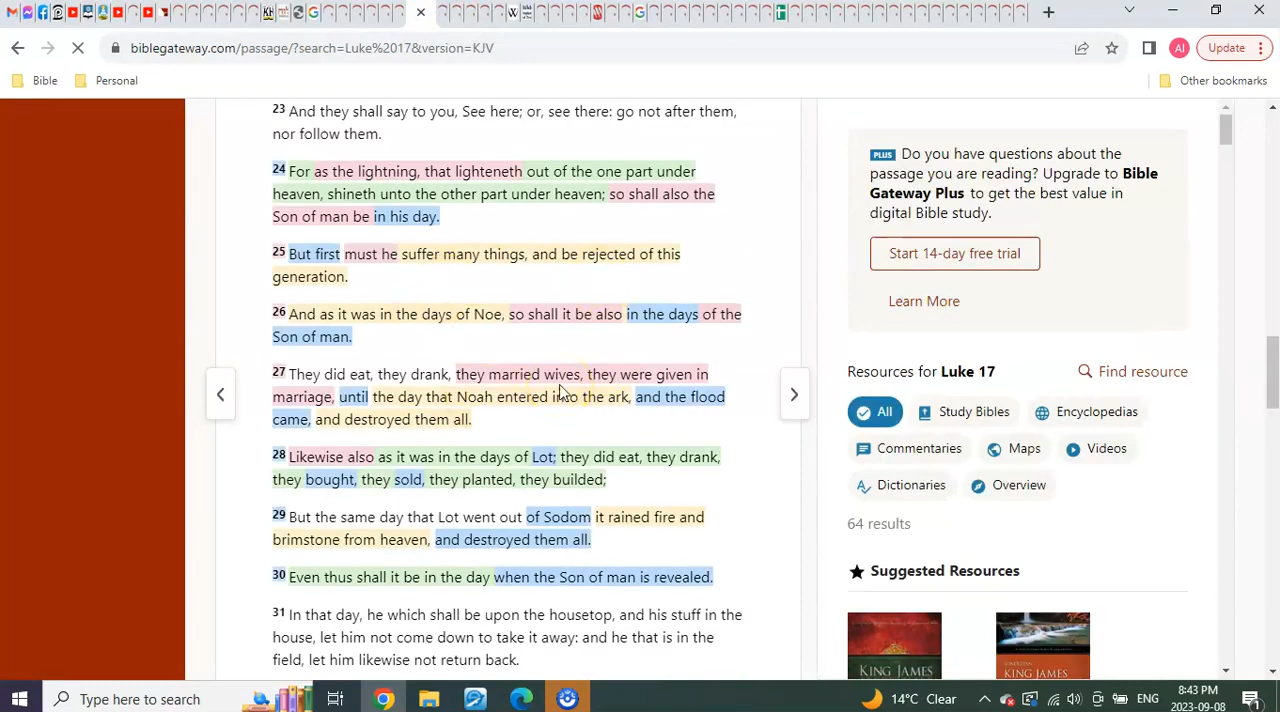 biblegateway.com/passage/?search=Luke%2017&version=KJV
AI
Update
Bible
Personal
Other bookmarks
23 And they shall say to you, See here; or, see there: go not after them,
nor follow them.
24 For as the lightning, that lighteneth out of the one part under
heaven, shineth unto the other part under heaven; so shall also the
Son of man be in his day.
25 But first must he suffer many things, and be rejected of this
generation.
26 And as it was in the days of Noe, so shall it be also in the days of the
Son of man.
27 They did eat, they drank, they married wives, they were given in
marriage, until the day that Noah entered into the ark, and the flood
came, and destroyed them all.
28 Likewise also as it was in the days of Lot; they did eat, they drank,
they bought, they sold, they planted, they builded;
29 But the same day that Lot went out of Sodom it rained fire and
brimstone from heaven, and destroyed them all.
30 Even thus shall it be in the day when the Son of man is revealed.
31 In that day, he which shall be upon the housetop, and his stuff in the
house, let him not come down to take it away: and he that is in the
field, let him likewise not return back.
PLUS Do you have questions about the
passage you are reading? Upgrade to Bible
Gateway Plus to get the best value in
digital Bible study.
Start 14-day free trial
Learn More
Resources for Luke 17
Find resource
All
Study Bibles
Encyclopedias
Commentaries
Maps
Videos
Dictionaries
Overview
64 results
Suggested Resources
KING JAMES
KING JAMES
Type here to search
14°C Clear
ENG
8:43 PM
2023-09-08